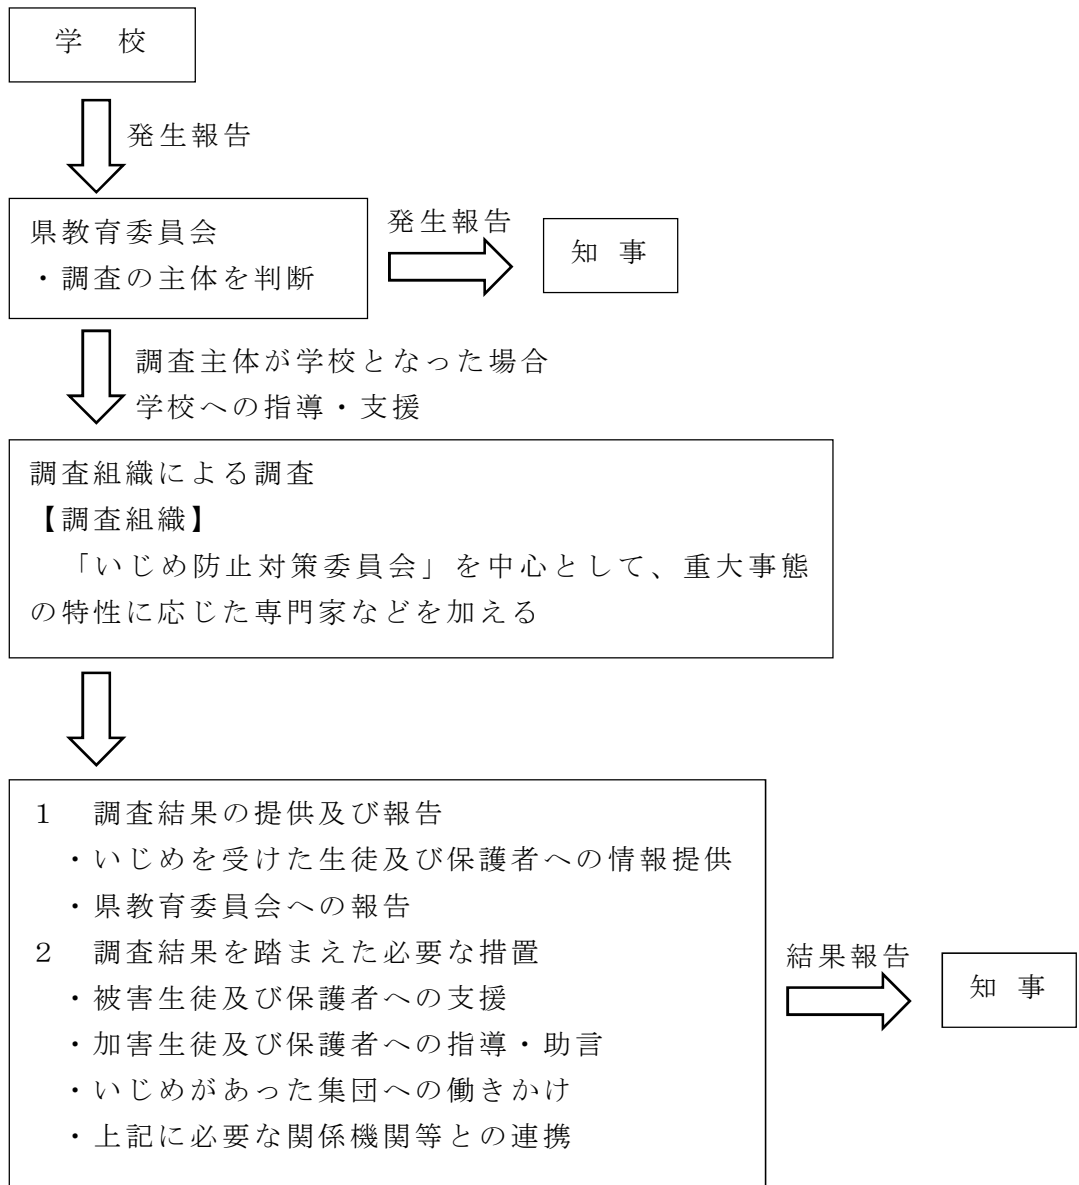 学 校
発生報告
県教育委員会
・調査の主体を判断
発生報告
知 事
調査主体が学校となった場合
学校への指導・支援
調査組織による調査
【調査組織】
「いじめ防止対策委員会」を中心として、重大事態
の特性に応じた専門家などを加える
1 調査結果の提供及び報告
・いじめを受けた生徒及び保護者への情報提供
・県教育委員会への報告
2 調査結果を踏まえた必要な措置
・被害生徒及び保護者への支援
・加害生徒及び保護者への指導・助言
・いじめがあった集団への働きかけ
・上記に必要な関係機関等との連携
結果報告
知 事